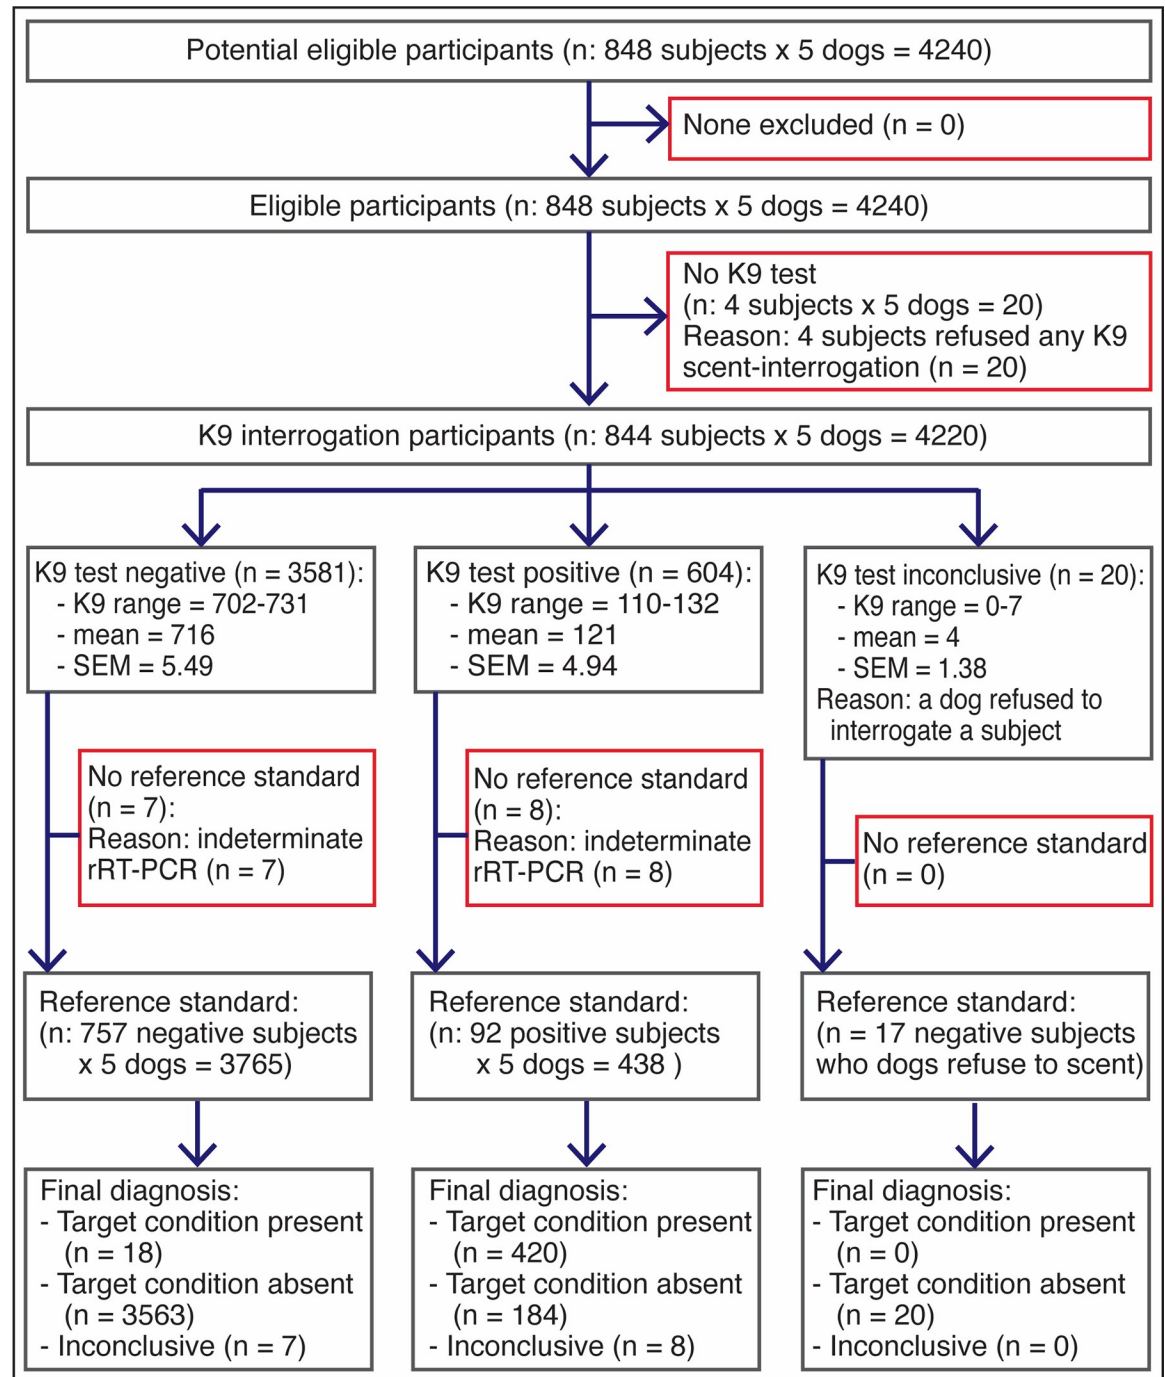 Potential eligible participants (n: 848 subjects x 5 dogs = 4240)
None excluded (n = 0)
Eligible participants (n: 848 subjects x 5 dogs = 4240)
No K9 test
(n: 4 subjects x 5 dogs = 20)
Reason: 4 subjects refused any K9
scent-interrogation (n = 20)
K9 interrogation participants (n: 844 subjects x 5 dogs = 4220)
K9 test negative (n = 3581):
- K9 range = 702-731
- mean = 716
- SEM = 5.49
K9 test positive (n = 604):
- K9 range = 110-132
- mean = 121
- SEM = 4.94
K9 test inconclusive (n = 20):
- K9 range = 0-7
- mean = 4
- SEM = 1.38
Reason: a dog refused to
interrogate a subject
No reference standard
(n = 7):
Reason: indeterminate
rRT-PCR (n = 7)
No reference standard
(n = 8):
Reason: indeterminate
rRT-PCR (n = 8)
No reference standard
(n = 0)
Reference standard:
(n: 757 negative subjects
x 5 dogs = 3765)
Reference standard:
(n: 92 positive subjects
x 5 dogs = 438 )
Reference standard:
(n = 17 negative subjects
who dogs refuse to scent)
Final diagnosis:
- Target condition present
(n = 18)
- Target condition absent
(n = 3563)
- Inconclusive (n = 7)
Final diagnosis:
- Target condition present
(n = 420)
- Target condition absent
(n = 184)
- Inconclusive (n = 8)
Final diagnosis:
- Target condition present
(n = 0)
- Target condition absent
(n = 20)
- Inconclusive (n = 0)